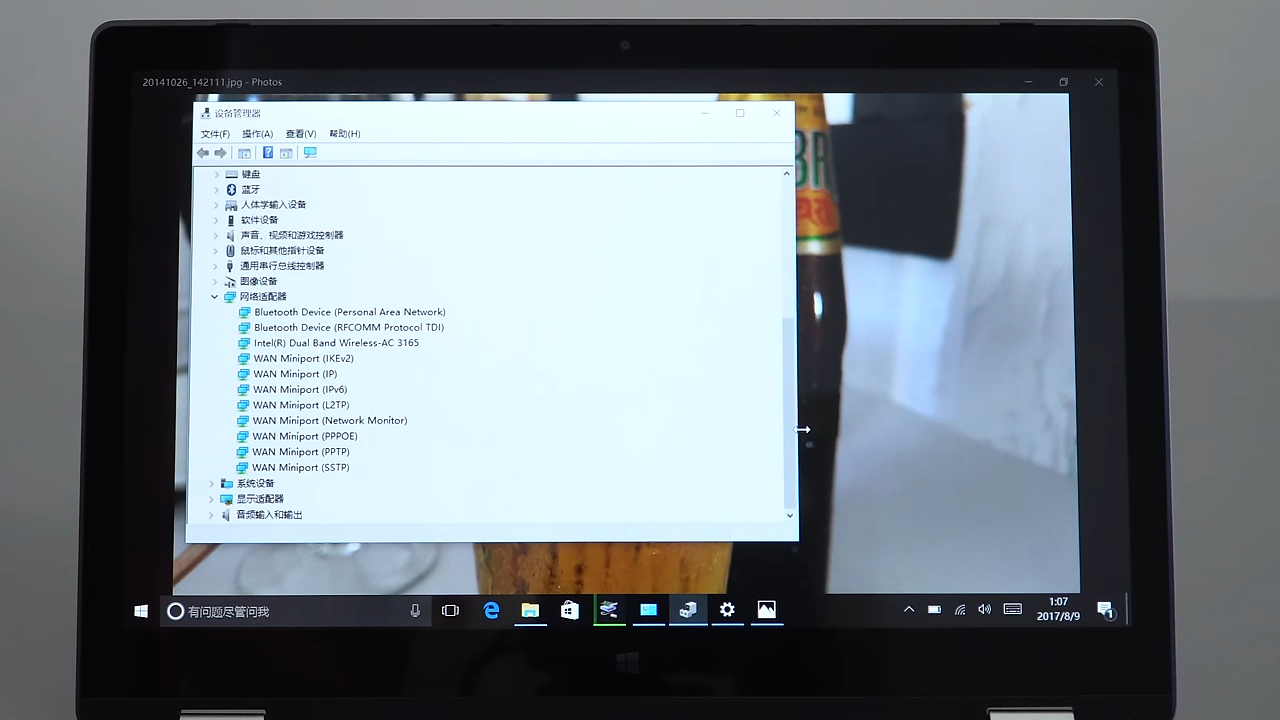 20141026_142111.jpg - Photos
设备管理器
文件(F) 操作(A) 查看(V) 帮助(H)
键盘
蓝牙
人体学输入设备
软件设备
声音、视频和游戏控制器
鼠标和其他指针设备
通用串行总线控制器
图像设备
网络适配器
Bluetooth Device (Personal Area Network)
Bluetooth Device (RFCOMM Protocol TDI)
Intel(R) Dual Band Wireless-AC 3165
WAN Miniport (IKEv2)
WAN Miniport (IP)
WAN Miniport (IPv6)
WAN Miniport (L2TP)
WAN Miniport (Network Monitor)
WAN Miniport (PPPOE)
WAN Miniport (PPTP)
WAN Miniport (SSTP)
系统设备
显示适配器
音频输入和输出
有问题尽管问我
1:07
2017/8/9
1